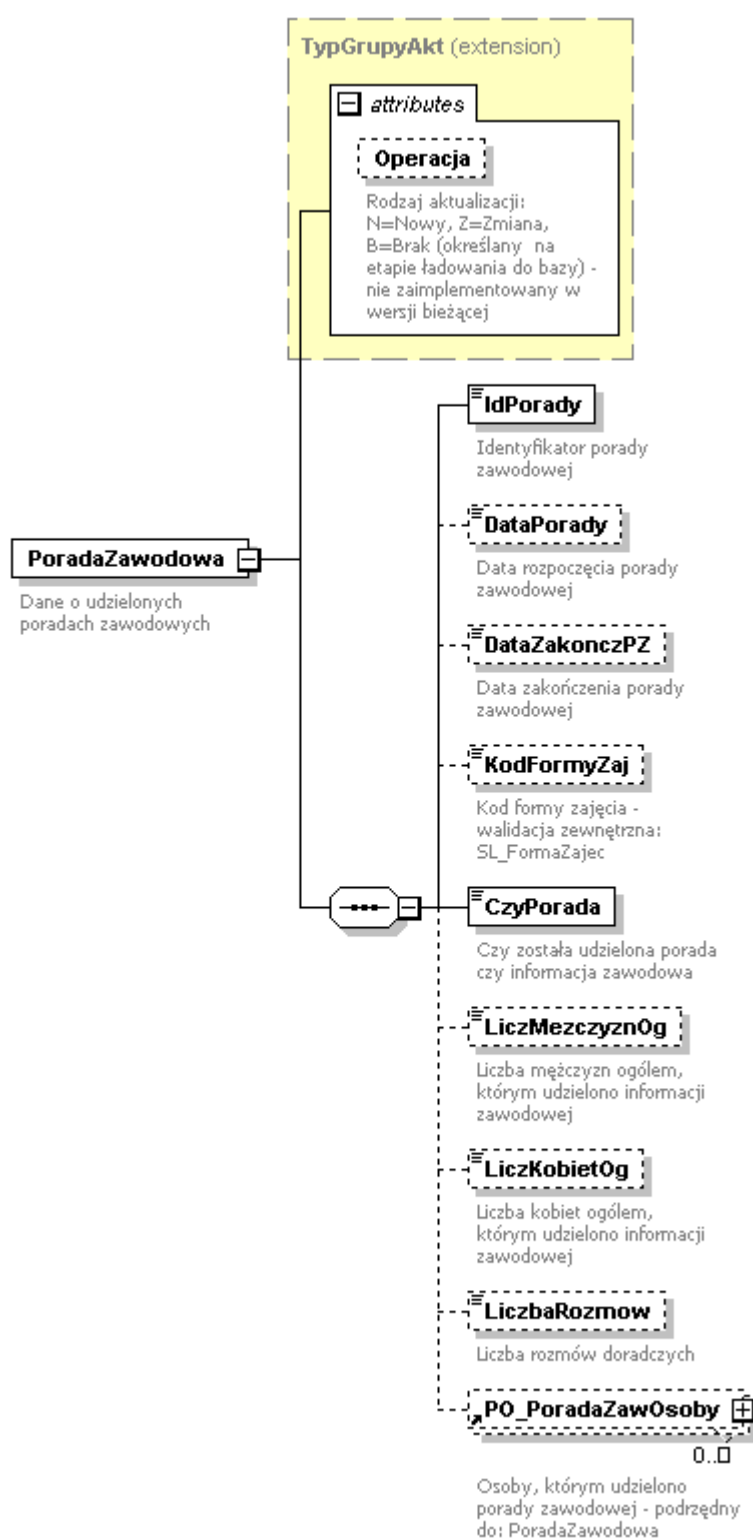 TypGrupyAkt (extension)
attributes
Operacja
Rodzaj aktualizacji:
N=Nowy, Z=Zmiana,
B=Brak (określany na
etapie ładowania do bazy) -
nie zaimplementowany w
wersji bieżącej
IdPorady
Identyfikator porady
zawodowej
DataPorady
Data rozpoczęcia porady
zawodowej
PoradaZawodowa
Dane o udzielonych
poradach zawodowych
DataZakonczPZ
Data zakończenia porady
zawodowej
KodFormyZaj
Kod formy zajęcia -
walidacja zewnętrzna:
SL_FormaZajec
CzyPorada
Czy została udzielona porada
czy informacja zawodowa
LiczMezczyznOg
Liczba mężczyzn ogólem,
którym udzielono informacji
zawodowej
LiczKobietOg
Liczba kobiet ogólem,
którym udzielono informacji
zawodowej
LiczbaRozmow
Liczba rozmów doradczych
PO_PoradaZawOsoby
0..
Osoby, którym udzielono
porady zawodowej - podrzędny
do: PoradaZawodowa